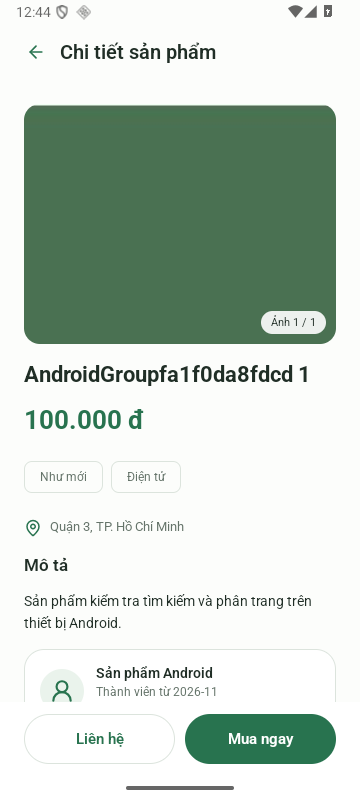 12:44
Chi tiết sản phẩm
Ảnh 1 / 1
AndroidGroupfa1f0da8fdcd 1
100.000 đ
Như mới
Điện tử
Quận 3, TP. Hồ Chí Minh
Mô tả
Sản phẩm kiểm tra tìm kiếm và phân trang trên
thiết bị Android.
Sản phẩm Android
Thành viên từ 2026-11
Liên hệ
Mua ngay